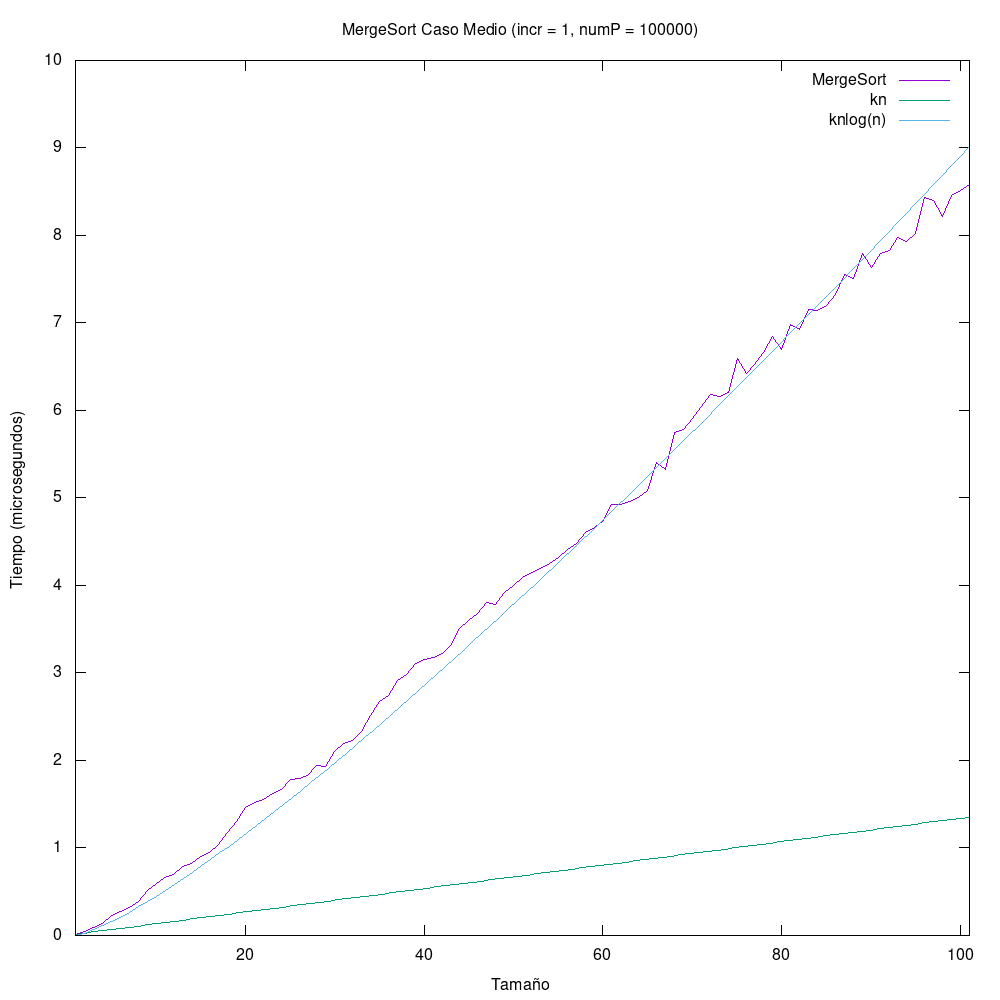 MergeSort Caso Medio (incr = 1, numP = 100000)
MergeSort
kn
knlog(n)
10
9
8
7
6
5
4
3
2
1
0
Tiempo (microsegundos)
20 40 60 80 100
Tamaño